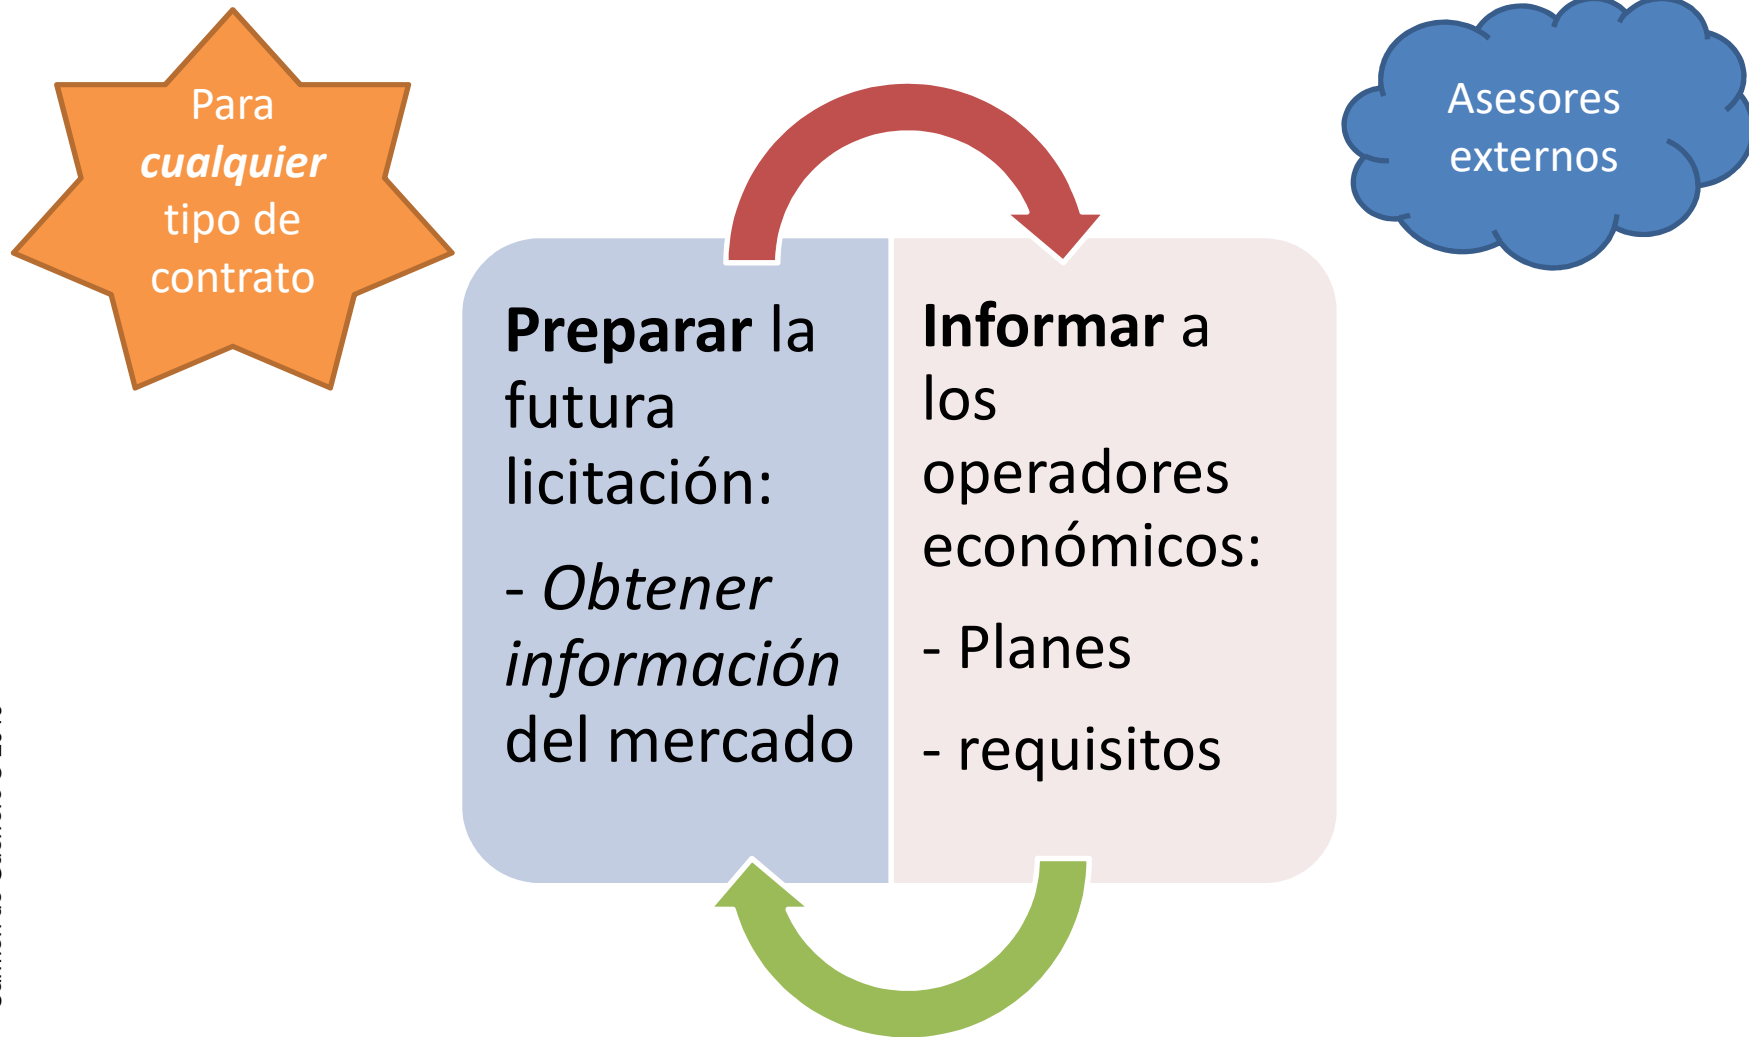 Para
cualquier
tipo de
contrato
Asesores
externos
Preparar la
futura
licitación:
- Obtener
información
del mercado
Informar a
los
operadores
económicos:
- Planes
- requisitos